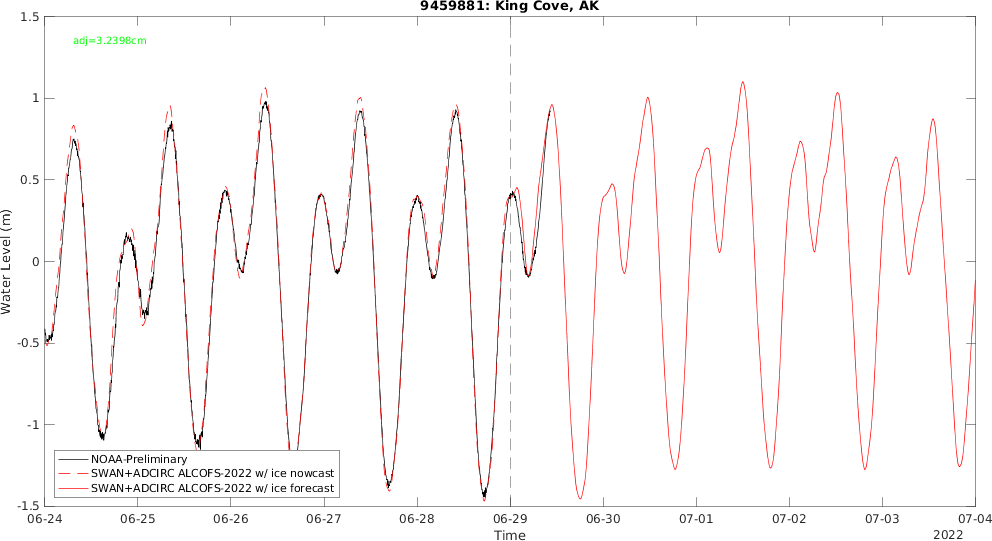 9459881: King Cove, AK
adj=3.2398cm
Water Level (m)
1.5
1
0.5
0
-0.5
-1
-1.5
NOAA-Preliminary
SWAN+ADCIRC ALCOFS-2022 w/ ice nowcast
SWAN+ADCIRC ALCOFS-2022 w/ ice forecast
06-24 06-25 06-26 06-27 06-28 06-29 06-30 07-01 07-02 07-03 07-04
Time
2022